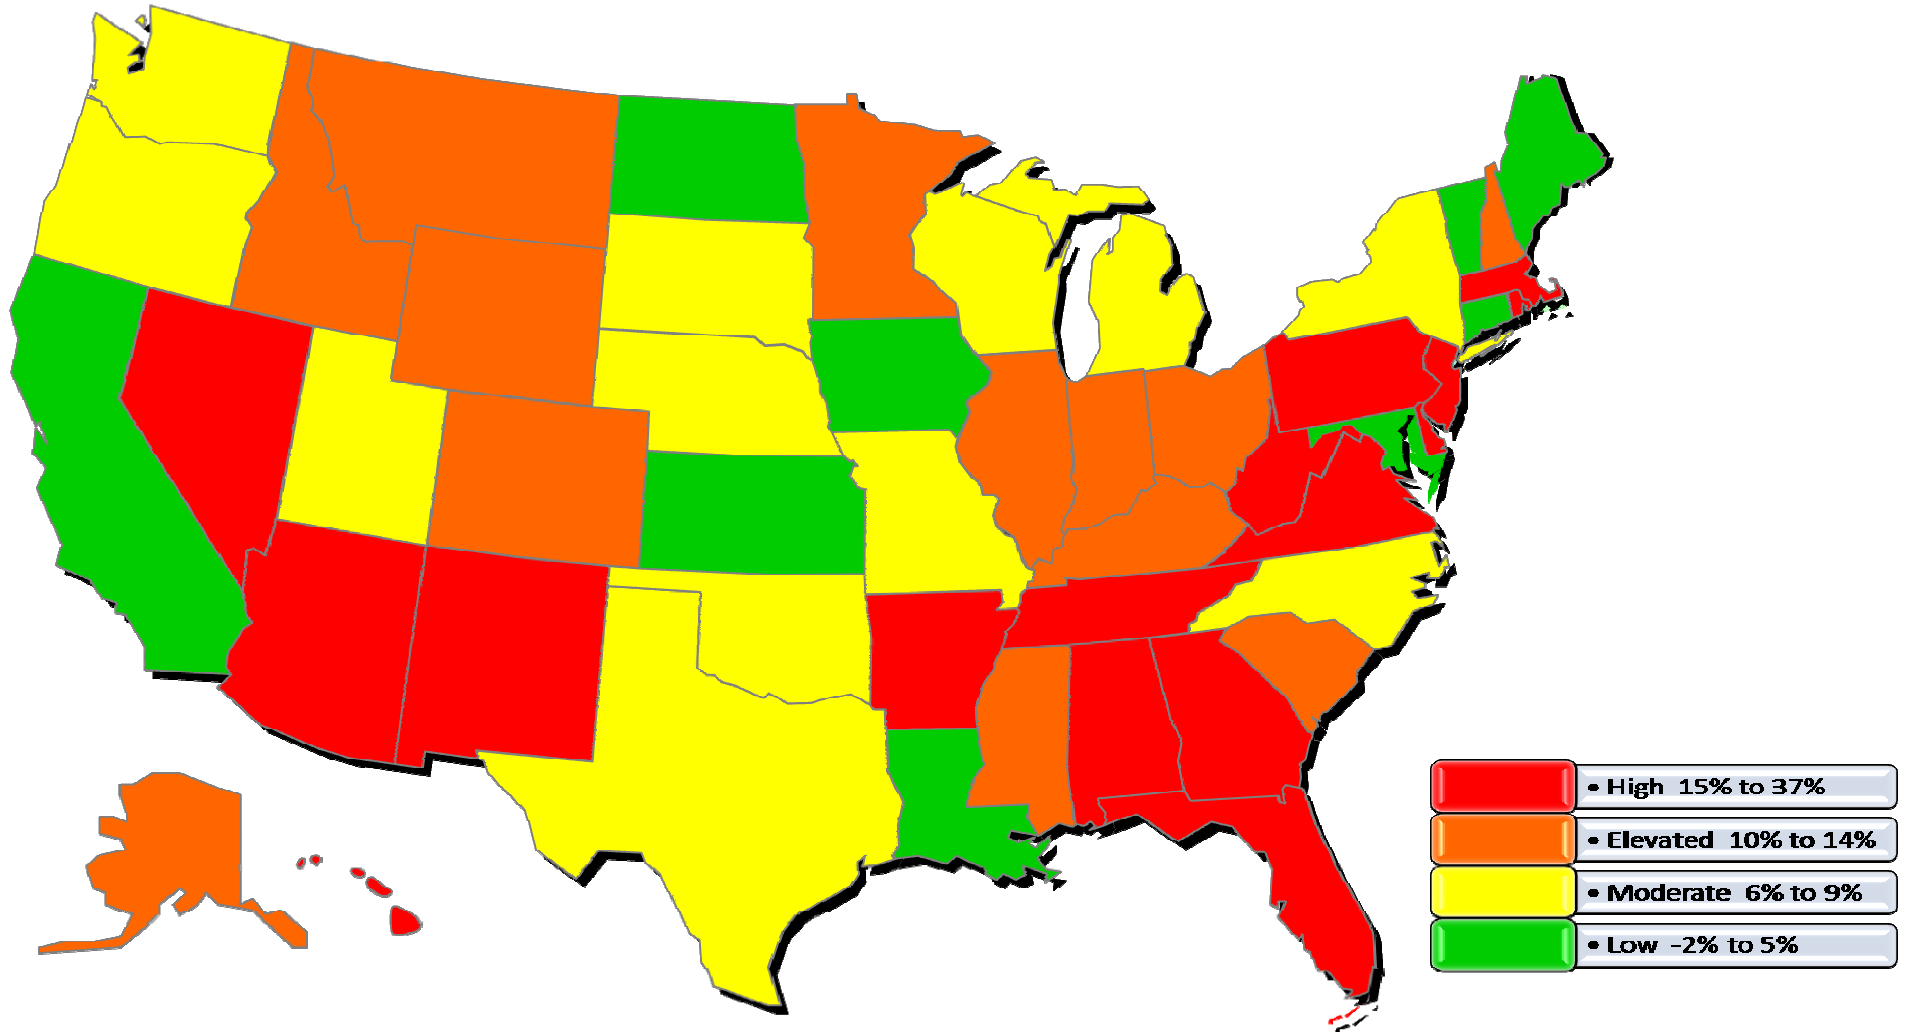 • High 15% to 37%
• Elevated 10% to 14%
• Moderate 6% to 9%
• Low -2% to 5%